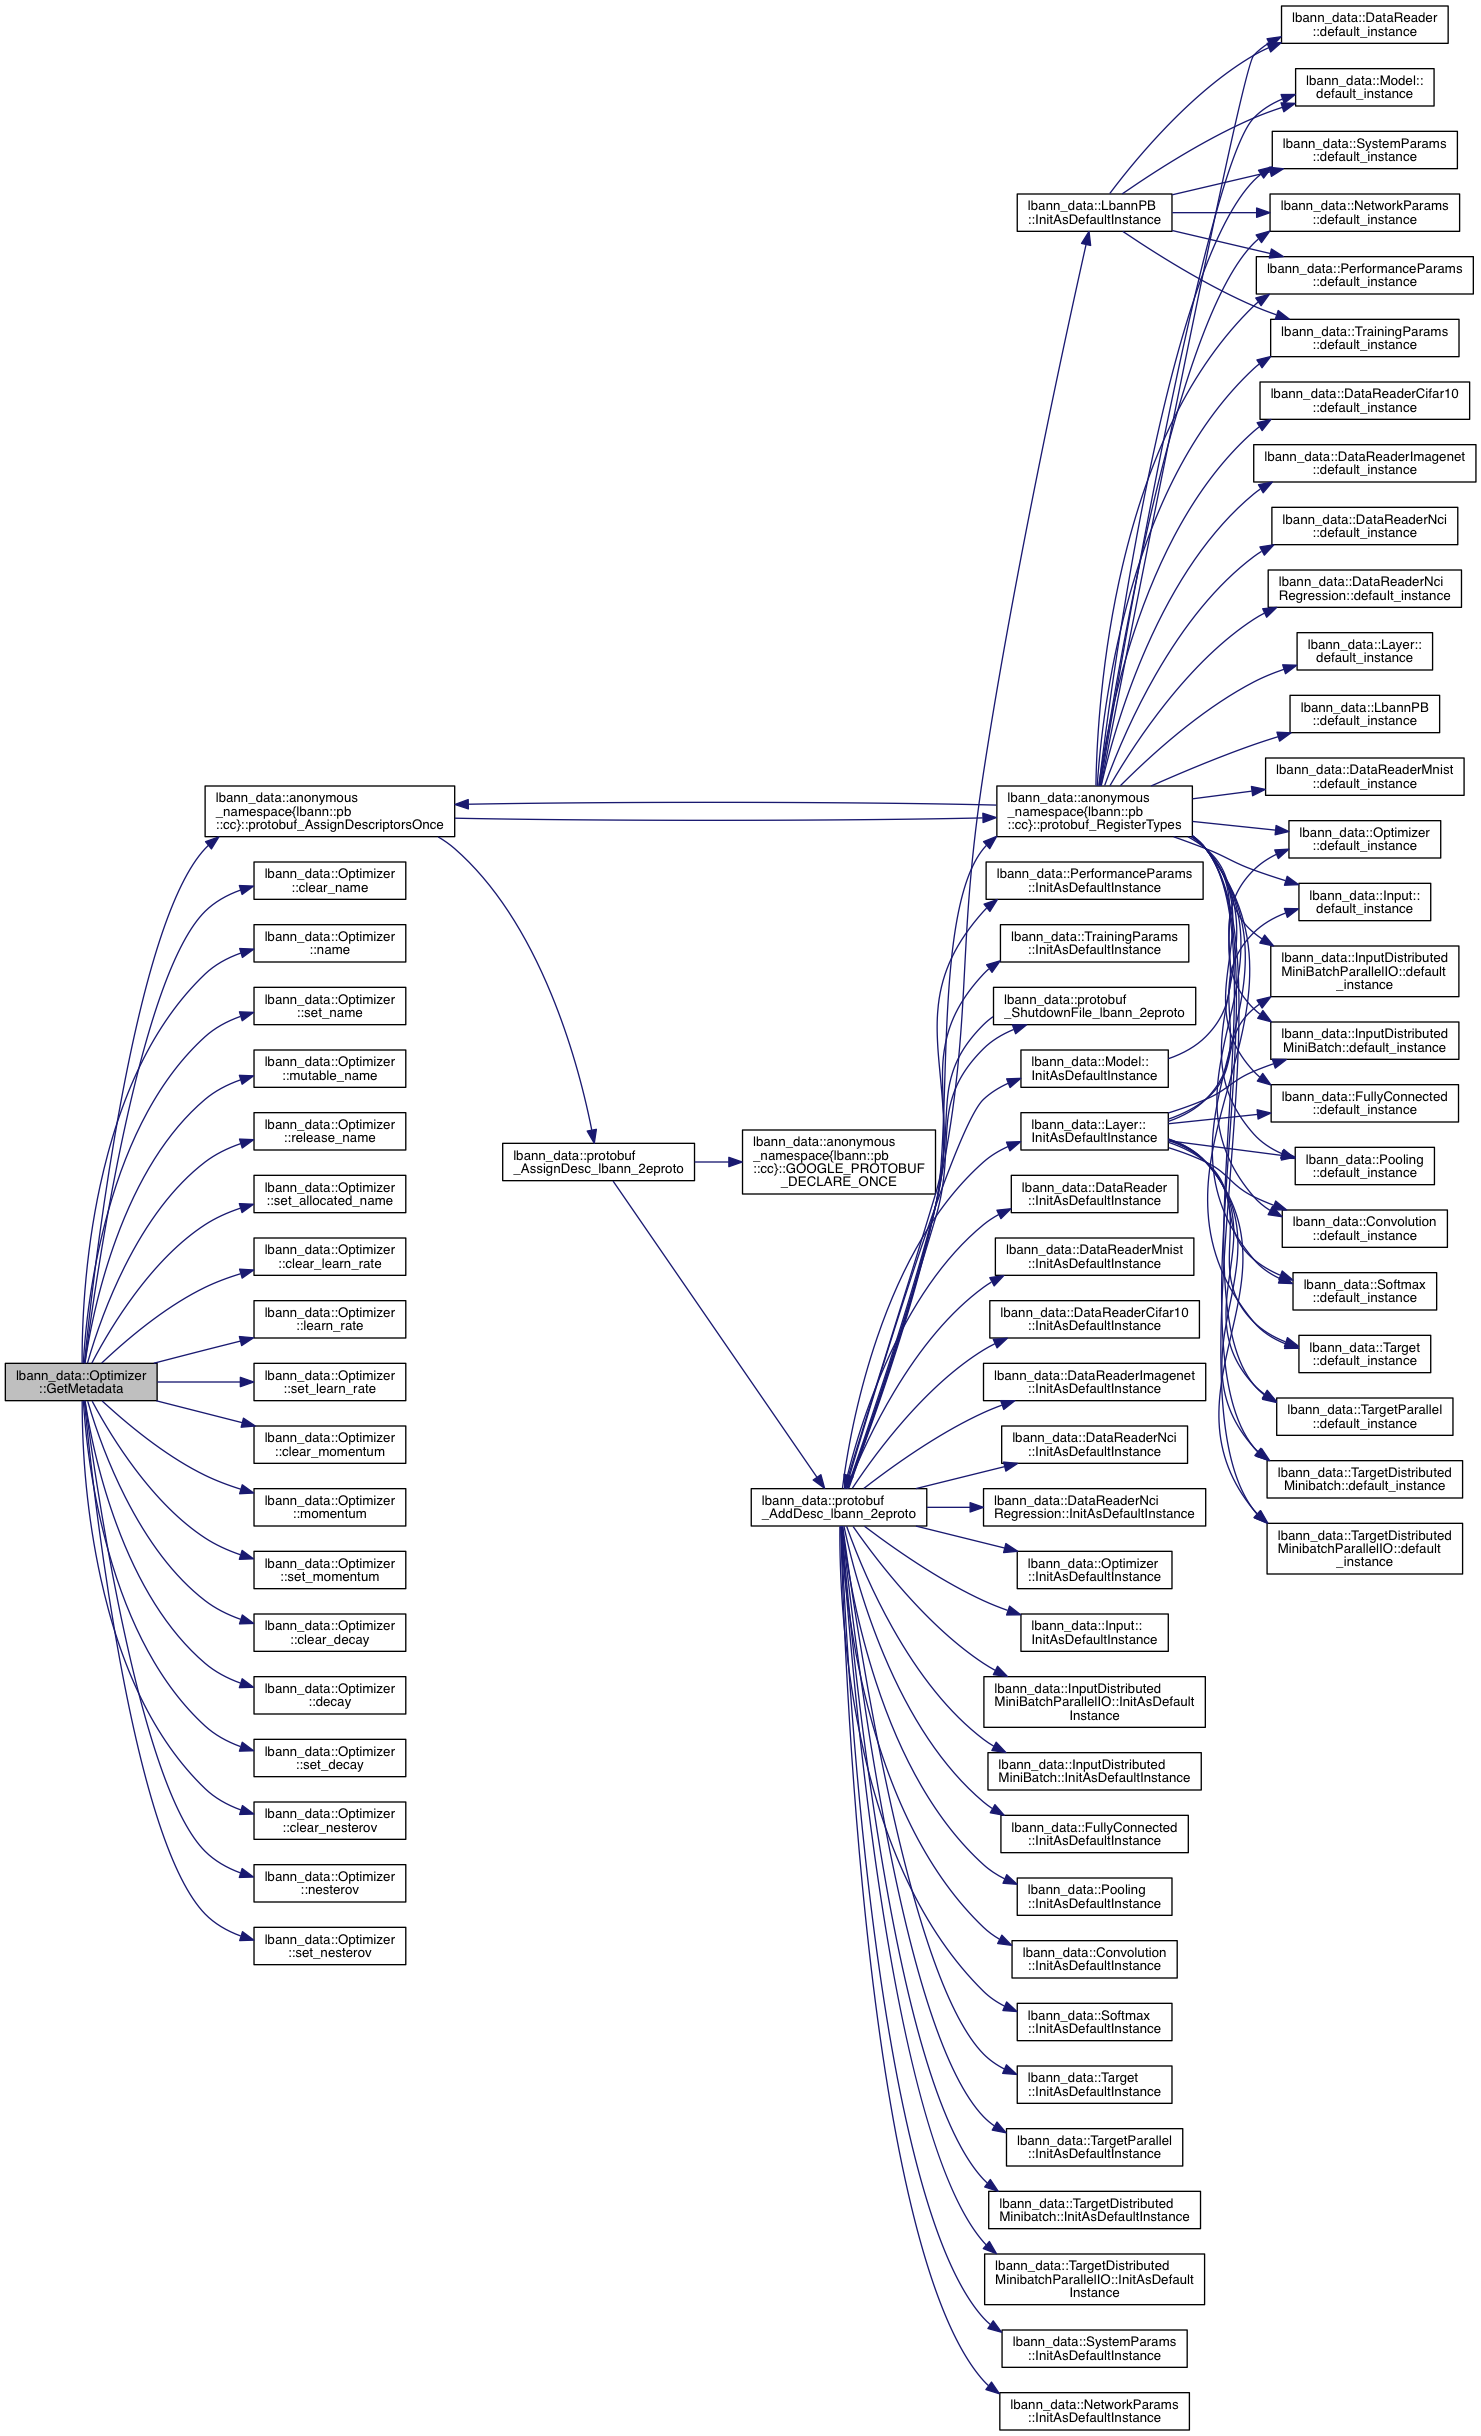 lbann_data::Optimizer
::GetMetadata
lbann_data::anonymous
_namespace{lbann::pb
::cc}::protobuf_AssignDescriptorsOnce
lbann_data::Optimizer
::clear_name
lbann_data::Optimizer
::name
lbann_data::Optimizer
::set_name
lbann_data::Optimizer
::mutable_name
lbann_data::Optimizer
::release_name
lbann_data::Optimizer
::set_allocated_name
lbann_data::Optimizer
::clear_learn_rate
lbann_data::Optimizer
::learn_rate
lbann_data::Optimizer
::set_learn_rate
lbann_data::Optimizer
::clear_momentum
lbann_data::Optimizer
::momentum
lbann_data::Optimizer
::set_momentum
lbann_data::Optimizer
::clear_decay
lbann_data::Optimizer
::decay
lbann_data::Optimizer
::set_decay
lbann_data::Optimizer
::clear_nesterov
lbann_data::Optimizer
::nesterov
lbann_data::Optimizer
::set_nesterov
lbann_data::protobuf
_AssignDesc_lbann_2eproto
lbann_data::anonymous
_namespace{lbann::pb
::cc}::GOOGLE_PROTOBUF
_DECLARE_ONCE
lbann_data::protobuf
_AddDesc_lbann_2eproto
lbann_data::LbannPB
::InitAsDefaultInstance
lbann_data::anonymous
_namespace{lbann::pb
::cc}::protobuf_RegisterTypes
lbann_data::PerformanceParams
::InitAsDefaultInstance
lbann_data::TrainingParams
::InitAsDefaultInstance
lbann_data::protobuf
_ShutdownFile_lbann_2eproto
lbann_data::Model::
InitAsDefaultInstance
lbann_data::Layer::
InitAsDefaultInstance
lbann_data::DataReader
::InitAsDefaultInstance
lbann_data::DataReaderMnist
::InitAsDefaultInstance
lbann_data::DataReaderCifar10
::InitAsDefaultInstance
lbann_data::DataReaderImagenet
::InitAsDefaultInstance
lbann_data::DataReaderNci
::InitAsDefaultInstance
lbann_data::DataReaderNci
Regression::InitAsDefaultInstance
lbann_data::Optimizer
::InitAsDefaultInstance
lbann_data::Input::
InitAsDefaultInstance
lbann_data::InputDistributed
MiniBatchParallelIO::InitAsDefault
Instance
lbann_data::InputDistributed
MiniBatch::InitAsDefaultInstance
lbann_data::FullyConnected
::InitAsDefaultInstance
lbann_data::Pooling
::InitAsDefaultInstance
lbann_data::Convolution
::InitAsDefaultInstance
lbann_data::Softmax
::InitAsDefaultInstance
lbann_data::Target
::InitAsDefaultInstance
lbann_data::TargetParallel
::InitAsDefaultInstance
lbann_data::TargetDistributed
Minibatch::InitAsDefaultInstance
lbann_data::TargetDistributed
MinibatchParallelIO::InitAsDefault
Instance
lbann_data::SystemParams
::InitAsDefaultInstance
lbann_data::NetworkParams
::InitAsDefaultInstance
lbann_data::DataReader
::default_instance
lbann_data::Model::
default_instance
lbann_data::SystemParams
::default_instance
lbann_data::NetworkParams
::default_instance
lbann_data::PerformanceParams
::default_instance
lbann_data::TrainingParams
::default_instance
lbann_data::DataReaderCifar10
::default_instance
lbann_data::DataReaderImagenet
::default_instance
lbann_data::DataReaderNci
::default_instance
lbann_data::DataReaderNci
Regression::default_instance
lbann_data::Layer::
default_instance
lbann_data::LbannPB
::default_instance
lbann_data::DataReaderMnist
::default_instance
lbann_data::Optimizer
::default_instance
lbann_data::Input::
default_instance
lbann_data::InputDistributed
MiniBatchParallelIO::default
_instance
lbann_data::InputDistributed
MiniBatch::default_instance
lbann_data::FullyConnected
::default_instance
lbann_data::Pooling
::default_instance
lbann_data::Convolution
::default_instance
lbann_data::Softmax
::default_instance
lbann_data::Target
::default_instance
lbann_data::TargetParallel
::default_instance
lbann_data::TargetDistributed
Minibatch::default_instance
lbann_data::TargetDistributed
MinibatchParallelIO::default
_instance